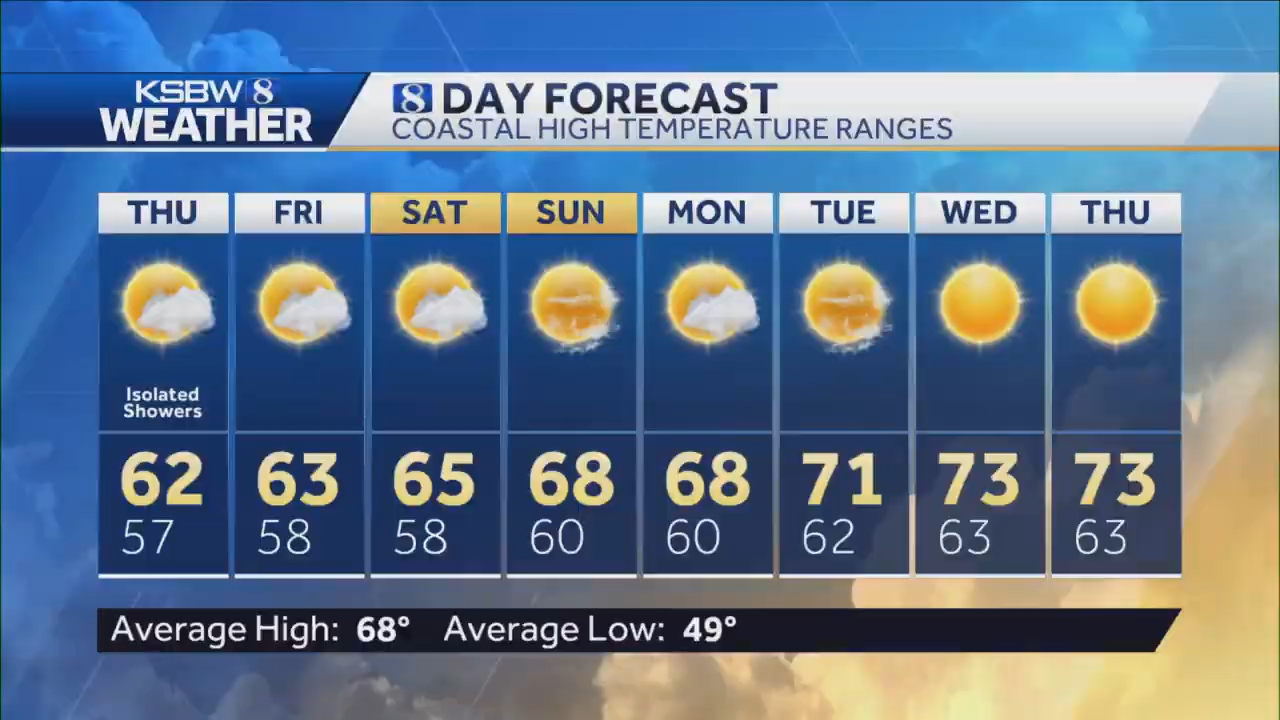 KSBW 8
WEATHER
8 DAY FORECAST
COASTAL HIGH TEMPERATURE RANGES
THU FRI SAT SUN MON TUE WED THU
Isolated
Showers
62 63 65 68 68 71 73 73
57 58 58 60 60 62 63 63
Average High: 68° Average Low: 49°